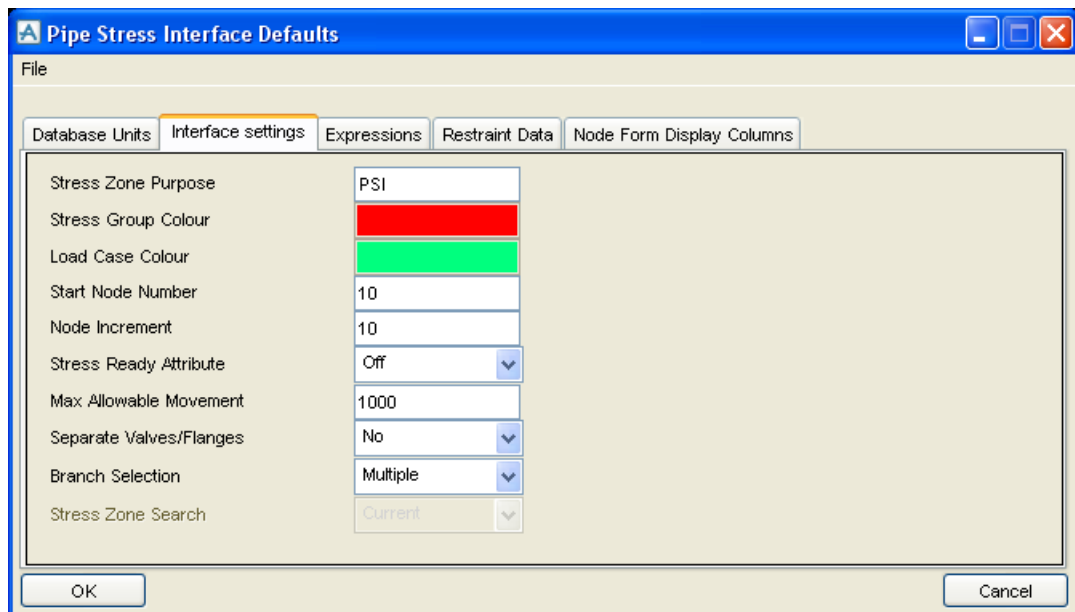 Pipe Stress Interface Defaults
File
Database Units Interface settings Expressions Restraint Data Node Form Display Columns
Stress Zone Purpose PSI
Stress Group Colour
Load Case Colour
Start Node Number 10
Node Increment 10
Stress Ready Attribute Off
Max Allowable Movement 1000
Separate Valves/Flanges No
Branch Selection Multiple
Stress Zone Search Current
OK Cancel